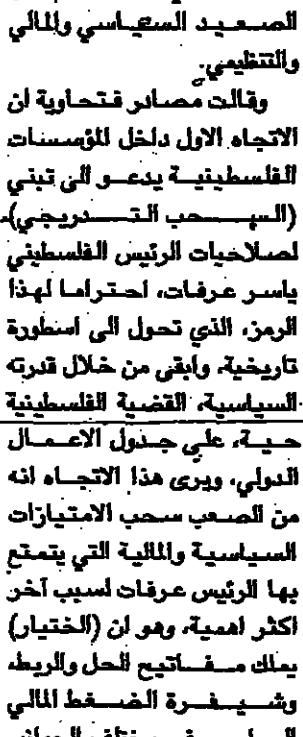 الصعيد السياسي والمالي
والتنظيمي.
وقالت مصادر فتحاوية ان
الاتجاه الاول داخل المؤسسات
الفلسطينية يدعو الى تبني
(السحب التدريجي)
لصلاحيات الرئيس الفلسطيني
ياسر عرفات، احتراما لهذا
الرمز، الذي تحول الى اسطورة
تاريخية، وابقى من خلال قدرته
السياسية، القضية الفلسطينية
حية، على جدول الاعمال
الدولي، ويرى هذا الاتجاه انه
من الصعب سحب الامتيازات
السياسية والمالية التي يتمتع
بها الرئيس عرفات لسبب آخر
اكثر اهمية، وهو ان (الختيار)
يملك مفاتيح الحل والربط،
وشيفرة الضغط المالي